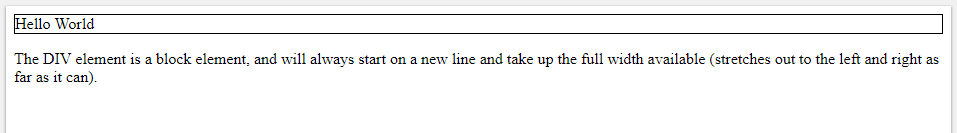 Hello World
The DIV element is a block element, and will always start on a new line and take up the full width available (stretches out to the left and right as
far as it can).